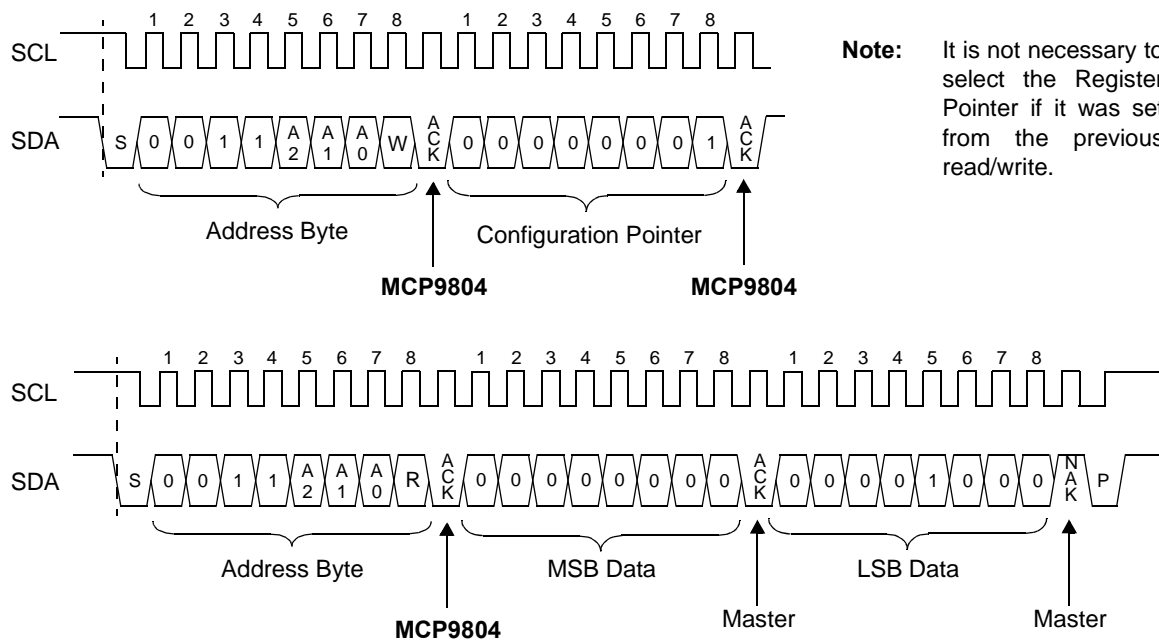 1 2 3 4 5 6 7 8 1 2 3 4 5 6 7 8
SCL
SDA S 0 0 1 1 A2 A1 A0 W ACK 0 0 0 0 0 0 0 1 ACK
Address Byte Configuration Pointer
MCP9804 MCP9804
Note: It is not necessary to
select the Register
Pointer if it was set
from the previous
read/write.
1 2 3 4 5 6 7 8 1 2 3 4 5 6 7 8 1 2 3 4 5 6 7 8
SCL
SDA S 0 0 1 1 A2 A1 A0 R ACK 0 0 0 0 0 0 0 0 ACK 0 0 0 0 1 0 0 0 NAK P
Address Byte MSB Data LSB Data
MCP9804 Master Master